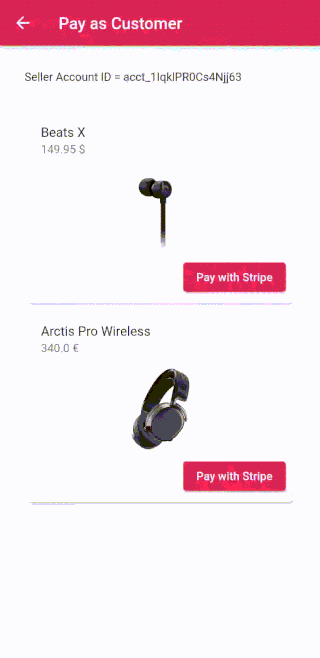 Pay as Customer
Seller Account ID = acct_1IqklPR0Cs4Njj63
Beats X
149.95 $
Pay with Stripe
Arctis Pro Wireless
340.0 €
Pay with Stripe